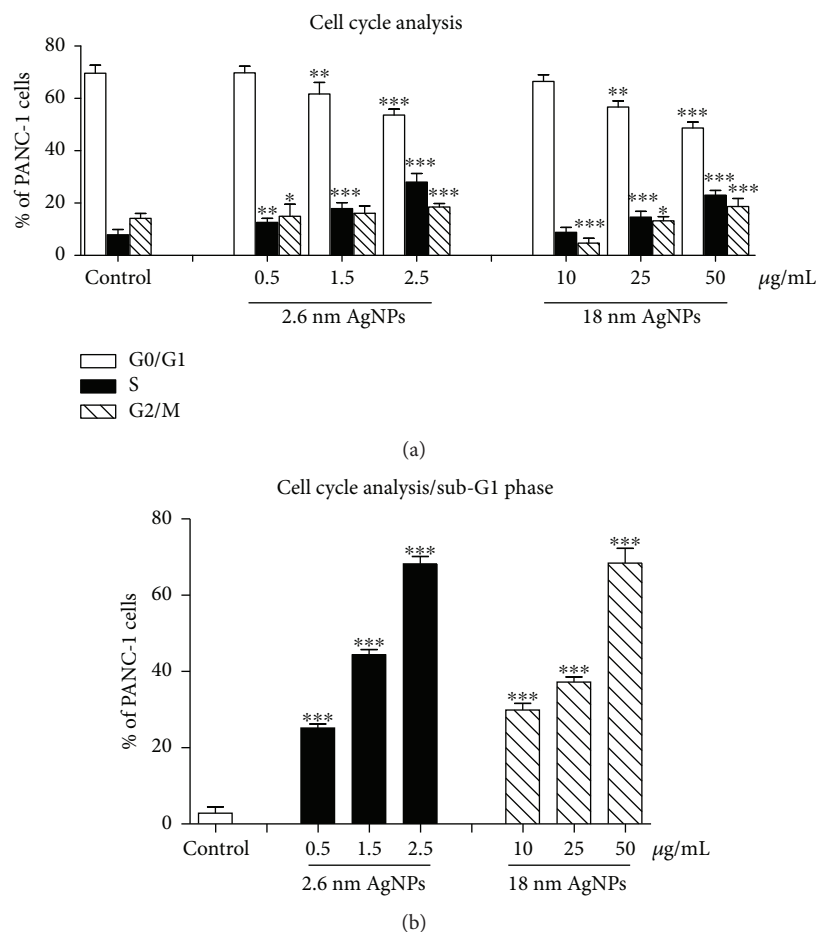 Cell cycle analysis
80
60
40
20
0
% of PANC-1 cells
** ***
** ***
*** ***
** * *** *** *** * *** ***
Control 0.5 1.5 2.5 10 25 50 μg/mL
2.6 nm AgNPs 18 nm AgNPs
G0/G1
S
G2/M
(a)
Cell cycle analysis/sub-G1 phase
80
60
40
20
0
% of PANC-1 cells
*** *** *** *** *** ***
Control 0.5 1.5 2.5 10 25 50 μg/mL
2.6 nm AgNPs 18 nm AgNPs
(b)